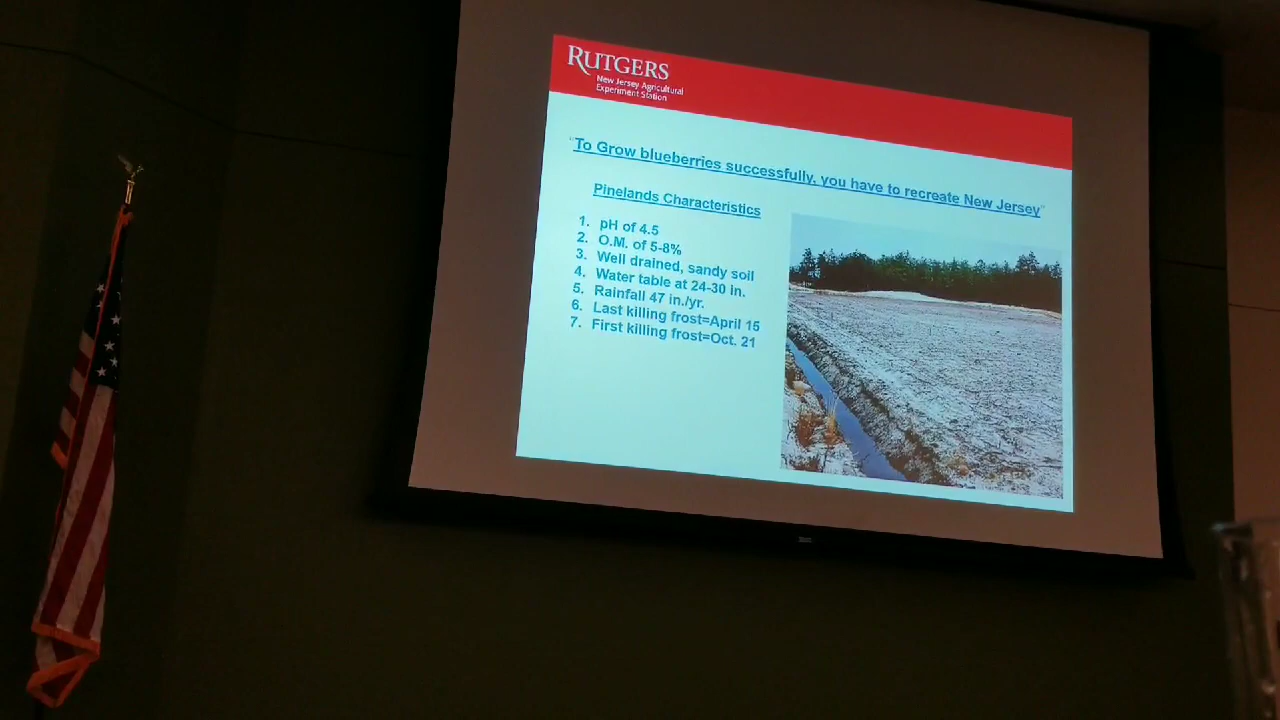 RUTGERS
New Jersey Agricultural
Experiment Station
"To Grow blueberries successfully, you have to recreate New Jersey"
Pinelands Characteristics
1. pH of 4.5
2. O.M. of 5-8%
3. Well drained, sandy soil
4. Water table at 24-30 in.
5. Rainfall 47 in./yr.
6. Last killing frost=April 15
7. First killing frost=Oct. 21